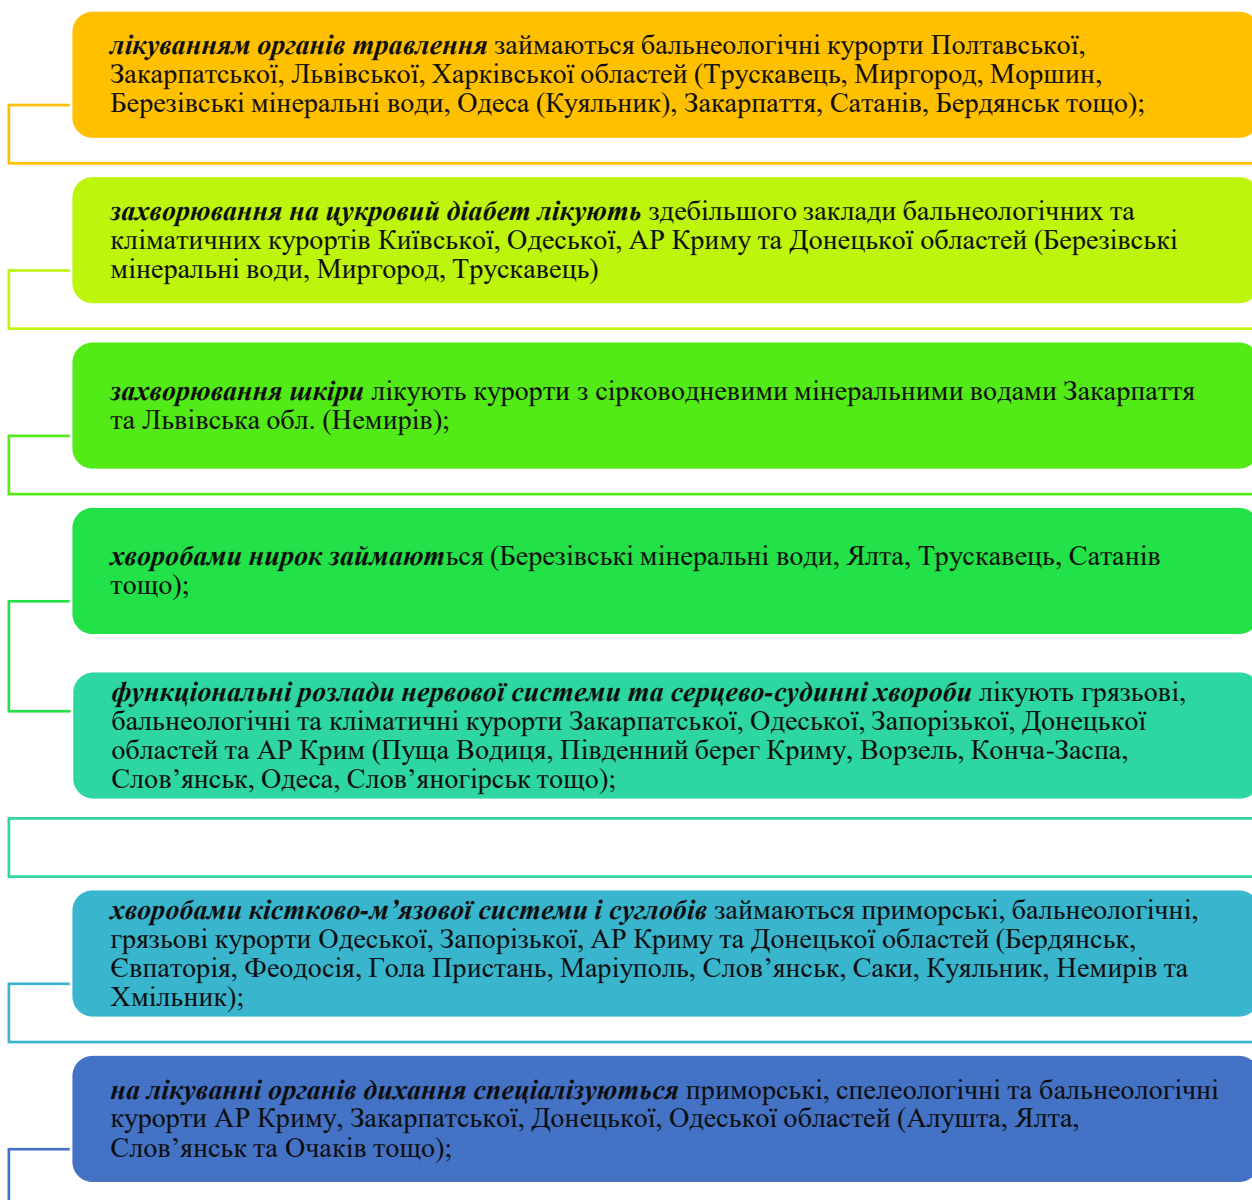 лікуванням органів травлення займаються бальнеологічні курорти Полтавської,
Закарпатської, Львівської, Харківської областей (Трускавець, Миргород, Моршин,
Березівські мінеральні води, Одеса (Куяльник), Закарпаття, Сатанів, Бердянськ тощо);
захворювання на цукровий діабет лікують здебільшого заклади бальнеологічних та
кліматичних курортів Київської, Одеської, АР Криму та Донецької областей (Березівські
мінеральні води, Миргород, Трускавець)
захворювання шкіри лікують курорти з сірководневими мінеральними водами Закарпаття
та Львівська обл. (Немирів);
хворобами нирок займаються (Березівські мінеральні води, Ялта, Трускавець, Сатанів
тощо);
функціональні розлади нервової системи та серцево-судинні хвороби лікують грязьові,
бальнеологічні та кліматичні курорти Закарпатської, Одеської, Запорізької, Донецької
областей та АР Крим (Пуща Водиця, Південний берег Криму, Ворзель, Конча-Заспа,
Слов’янськ, Одеса, Слов’яногірськ тощо);
хворобами кістково-м’язової системи і суглобів займаються приморські, бальнеологічні,
грязьові курорти Одеської, Запорізької, АР Криму та Донецької областей (Бердянськ,
Євпаторія, Феодосія, Гола Пристань, Маріуполь, Слов’янськ, Саки, Куяльник, Немирів та
Хмільник);
на лікуванні органів дихання спеціалізуються приморські, спелеологічні та бальнеологічні
курорти АР Криму, Закарпатської, Донецької, Одеської областей (Алушта, Ялта,
Слов’янськ та Очаків тощо);